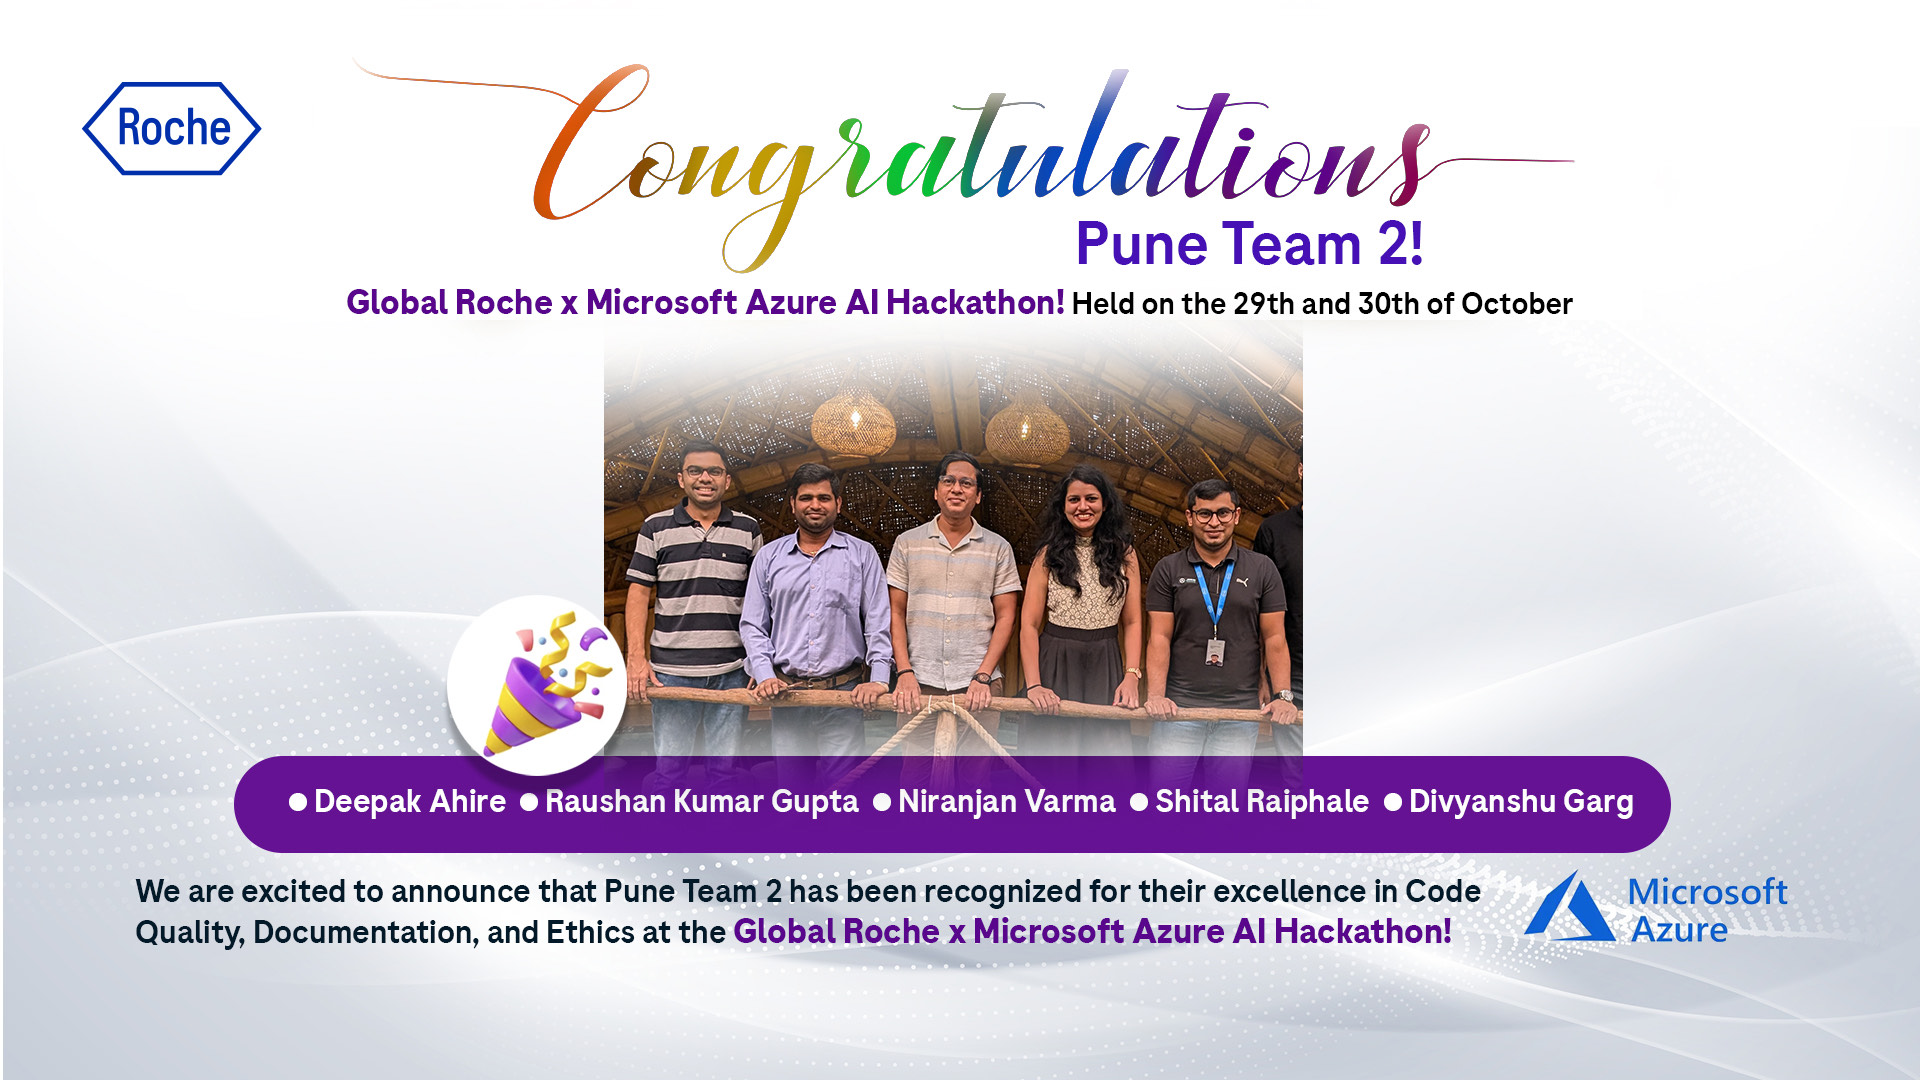 Roche
Congratulations
Pune Team 2!
Global Roche x Microsoft Azure AI Hackathon! Held on the 29th and 30th of October
● Deepak Ahire ● Raushan Kumar Gupta ● Niranjan Varma ● Shital Raiphale ● Divyanshu Garg
We are excited to announce that Pune Team 2 has been recognized for their excellence in Code
Quality, Documentation, and Ethics at the Global Roche x Microsoft Azure AI Hackathon!
Microsoft
Azure